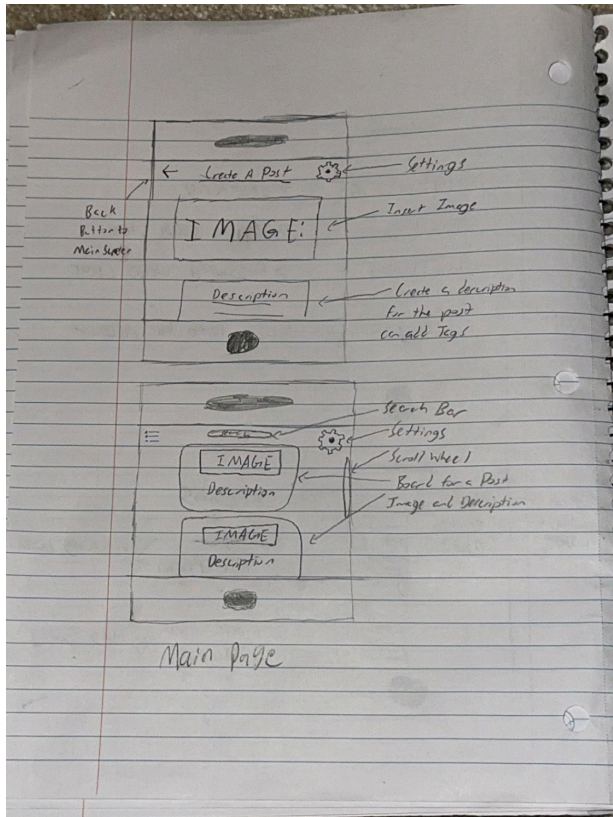 ← Create A Post
Settings
Back
Button to
Main Screen
IMAGE:
Insert Image
Description
Create a description
for the post
can add Tags
Search Bar
Search
Settings
Scroll Wheel
IMAGE
Description
Board for a Post
Image and Description
IMAGE
Description
Main Page